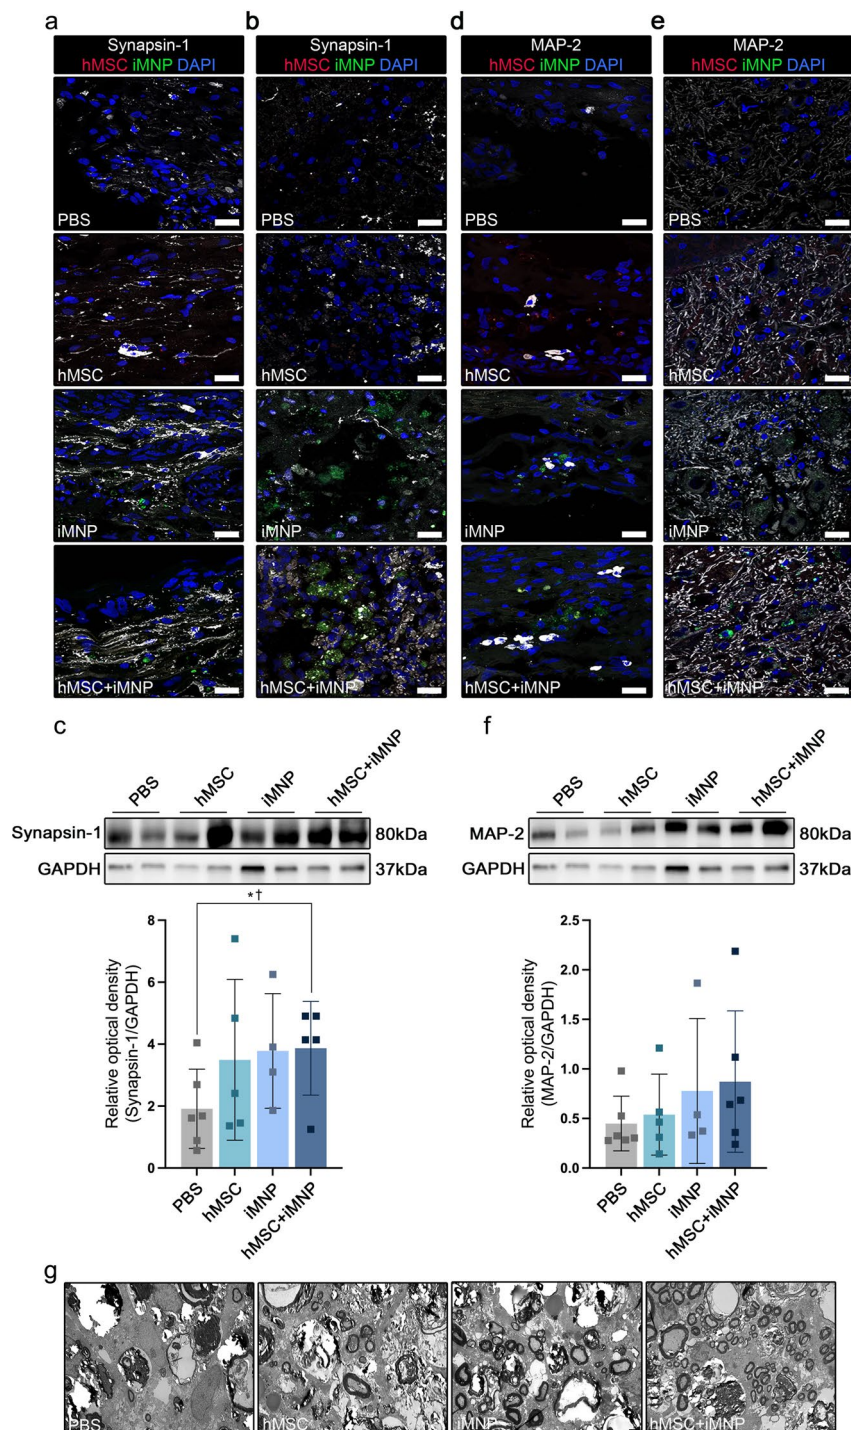 a
b
d
e
Synapsin-1
hMSC iMNP DAPI
Synapsin-1
hMSC iMNP DAPI
MAP-2
hMSC iMNP DAPI
MAP-2
hMSC iMNP DAPI
PBS
PBS
PBS
PBS
hMSC
hMSC
hMSC
hMSC
iMNP
iMNP
iMNP
iMNP
hMSC+iMNP
hMSC+iMNP
hMSC+iMNP
hMSC+iMNP
c
PBS
hMSC
iMNP
hMSC+iMNP
Synapsin-1
80kDa
GAPDH
37kDa
*†
8
6
4
2
0
Relative optical density
(Synapsin-1/GAPDH)
PBS
hMSC
iMNP
hMSC+iMNP
f
PBS
hMSC
iMNP
hMSC+iMNP
MAP-2
80kDa
GAPDH
37kDa
2.5
2.0
1.5
1.0
0.5
0.0
Relative optical density
(MAP-2/GAPDH)
PBS
hMSC
iMNP
hMSC+iMNP
g
PBS
hMSC
iMNP
hMSC+iMNP